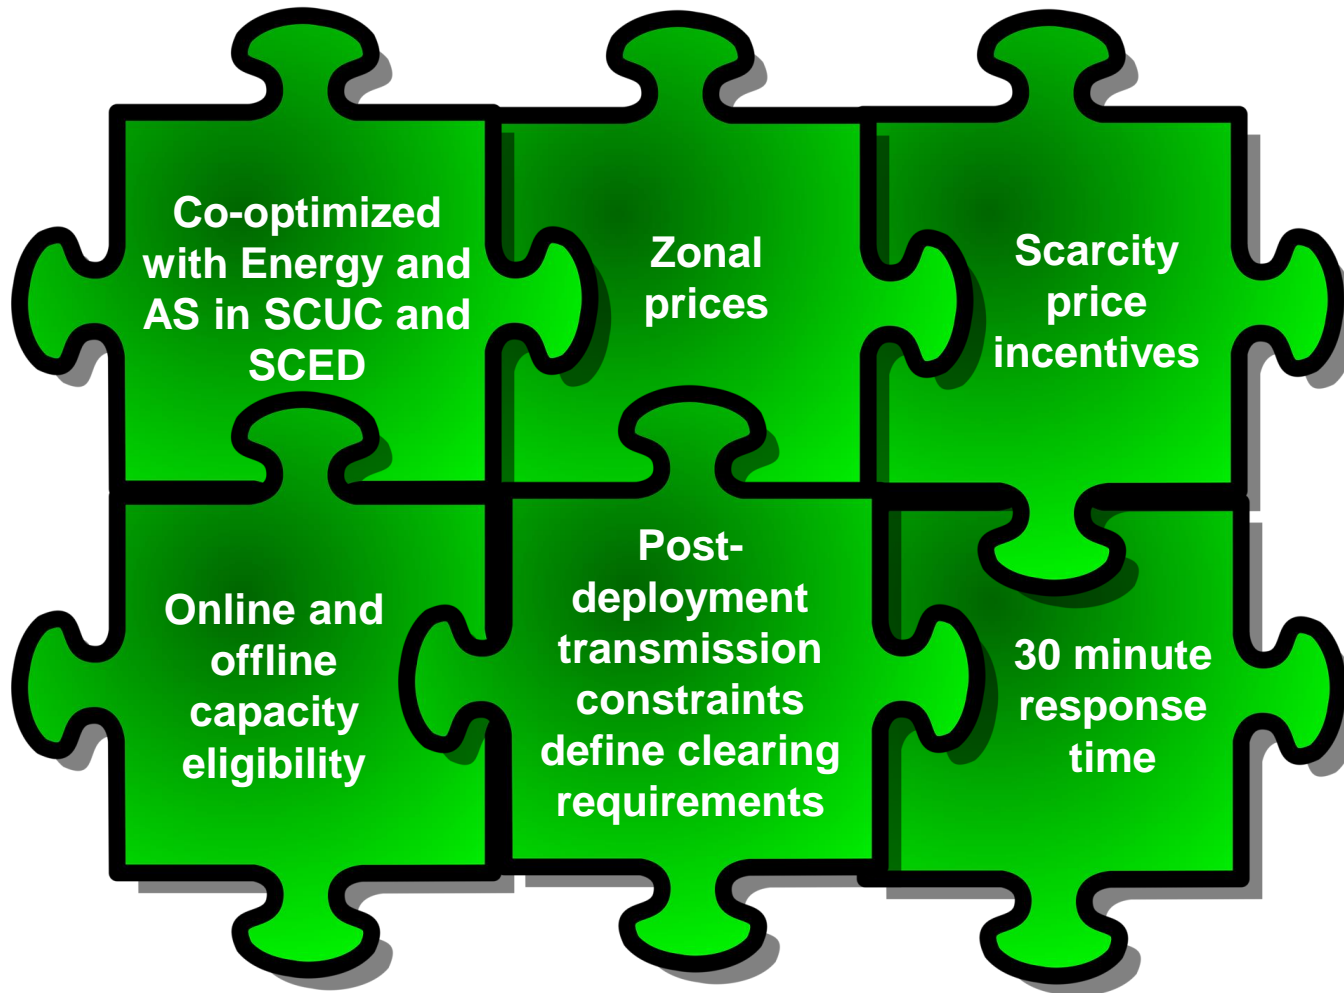 Co-optimized
with Energy and
AS in SCUC and
SCED
Zonal
prices
Scarcity
price
incentives
Online and
offline
capacity
eligibility
Post-
deployment
transmission
constraints
define clearing
requirements
30 minute
response
time